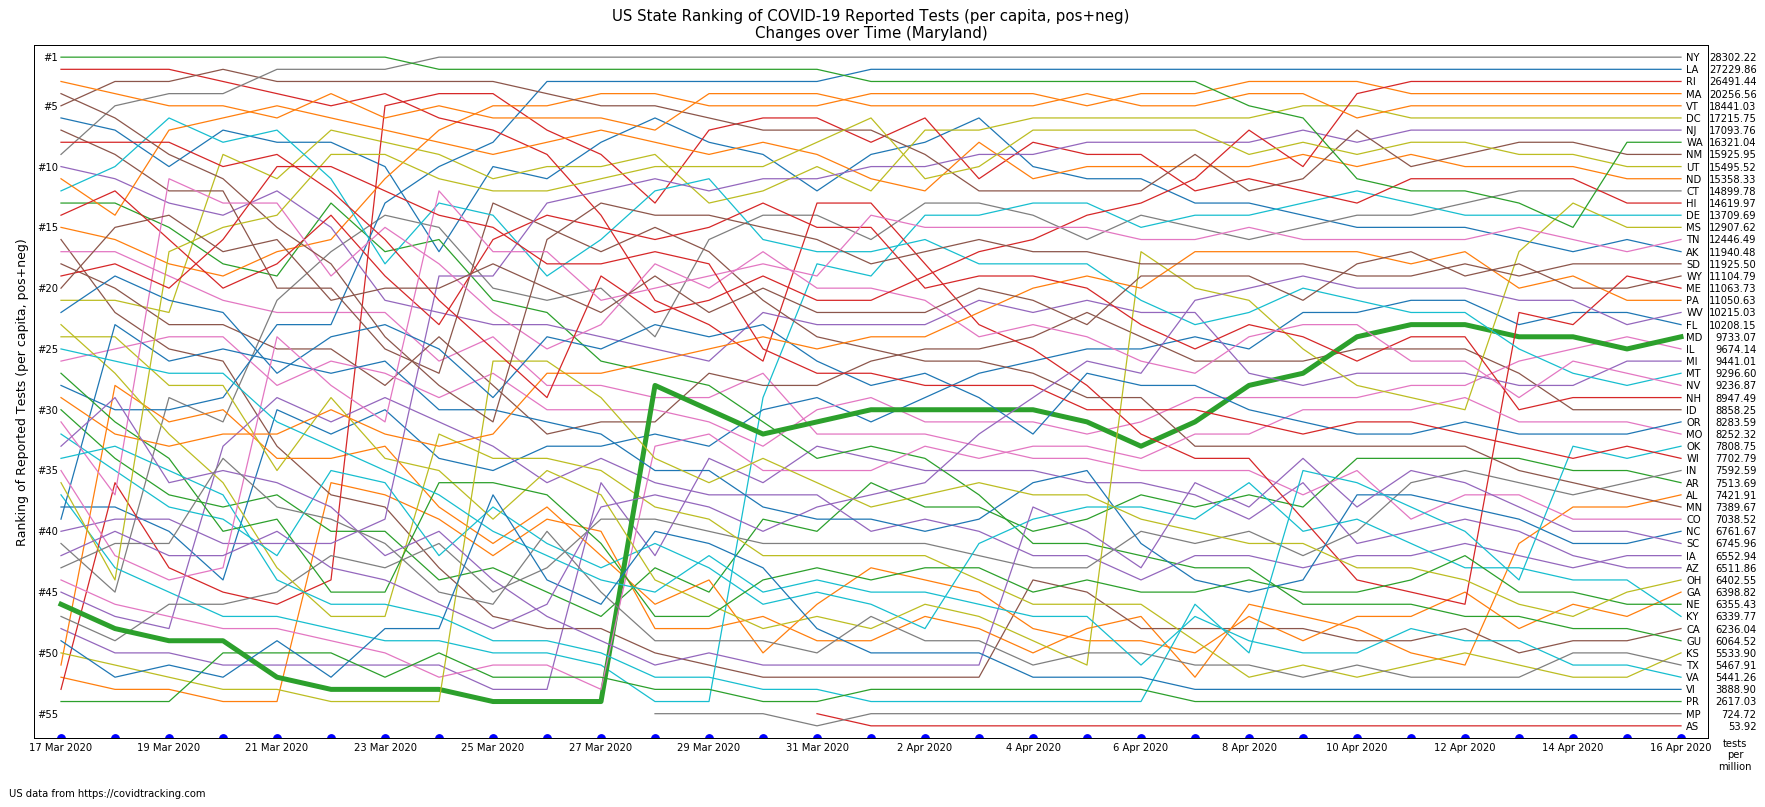 US State Ranking of COVID-19 Reported Tests (per capita, pos+neg)
Changes over Time (Maryland)
Ranking of Reported Tests (per capita, pos+neg)
#1
#5
#10
#15
#20
#25
#30
#35
#40
#45
#50
#55
NY 28302.22
LA 27229.86
RI 26491.44
MA 20256.56
VT 18441.03
DC 17215.75
NJ 17093.76
WA 16321.04
NM 15925.95
UT 15495.52
ND 15358.33
CT 14899.78
HI 14619.97
DE 13709.69
MS 12907.62
TN 12446.49
AK 11940.48
SD 11925.50
WY 11104.79
ME 11063.73
PA 11050.63
WV 10215.03
FL 10208.15
MD 9733.07
IL 9674.14
MI 9441.01
MT 9296.60
NV 9236.87
NH 8947.49
ID 8858.25
OR 8283.59
MO 8252.32
OK 7808.75
WI 7702.79
IN 7592.59
AR 7513.69
AL 7421.91
MN 7389.67
CO 7038.52
NC 6761.67
SC 6745.96
IA 6552.94
AZ 6511.86
OH 6402.55
GA 6398.82
NE 6355.43
KY 6339.77
CA 6236.04
GU 6064.52
KS 5533.90
TX 5467.91
VA 5441.26
VI 3888.90
PR 2617.03
MP 724.72
AS 53.92
17 Mar 2020 19 Mar 2020 21 Mar 2020 23 Mar 2020 25 Mar 2020 27 Mar 2020 29 Mar 2020 31 Mar 2020 2 Apr 2020 4 Apr 2020 6 Apr 2020 8 Apr 2020 10 Apr 2020 12 Apr 2020 14 Apr 2020 16 Apr 2020
tests
per
million
US data from https://covidtracking.com